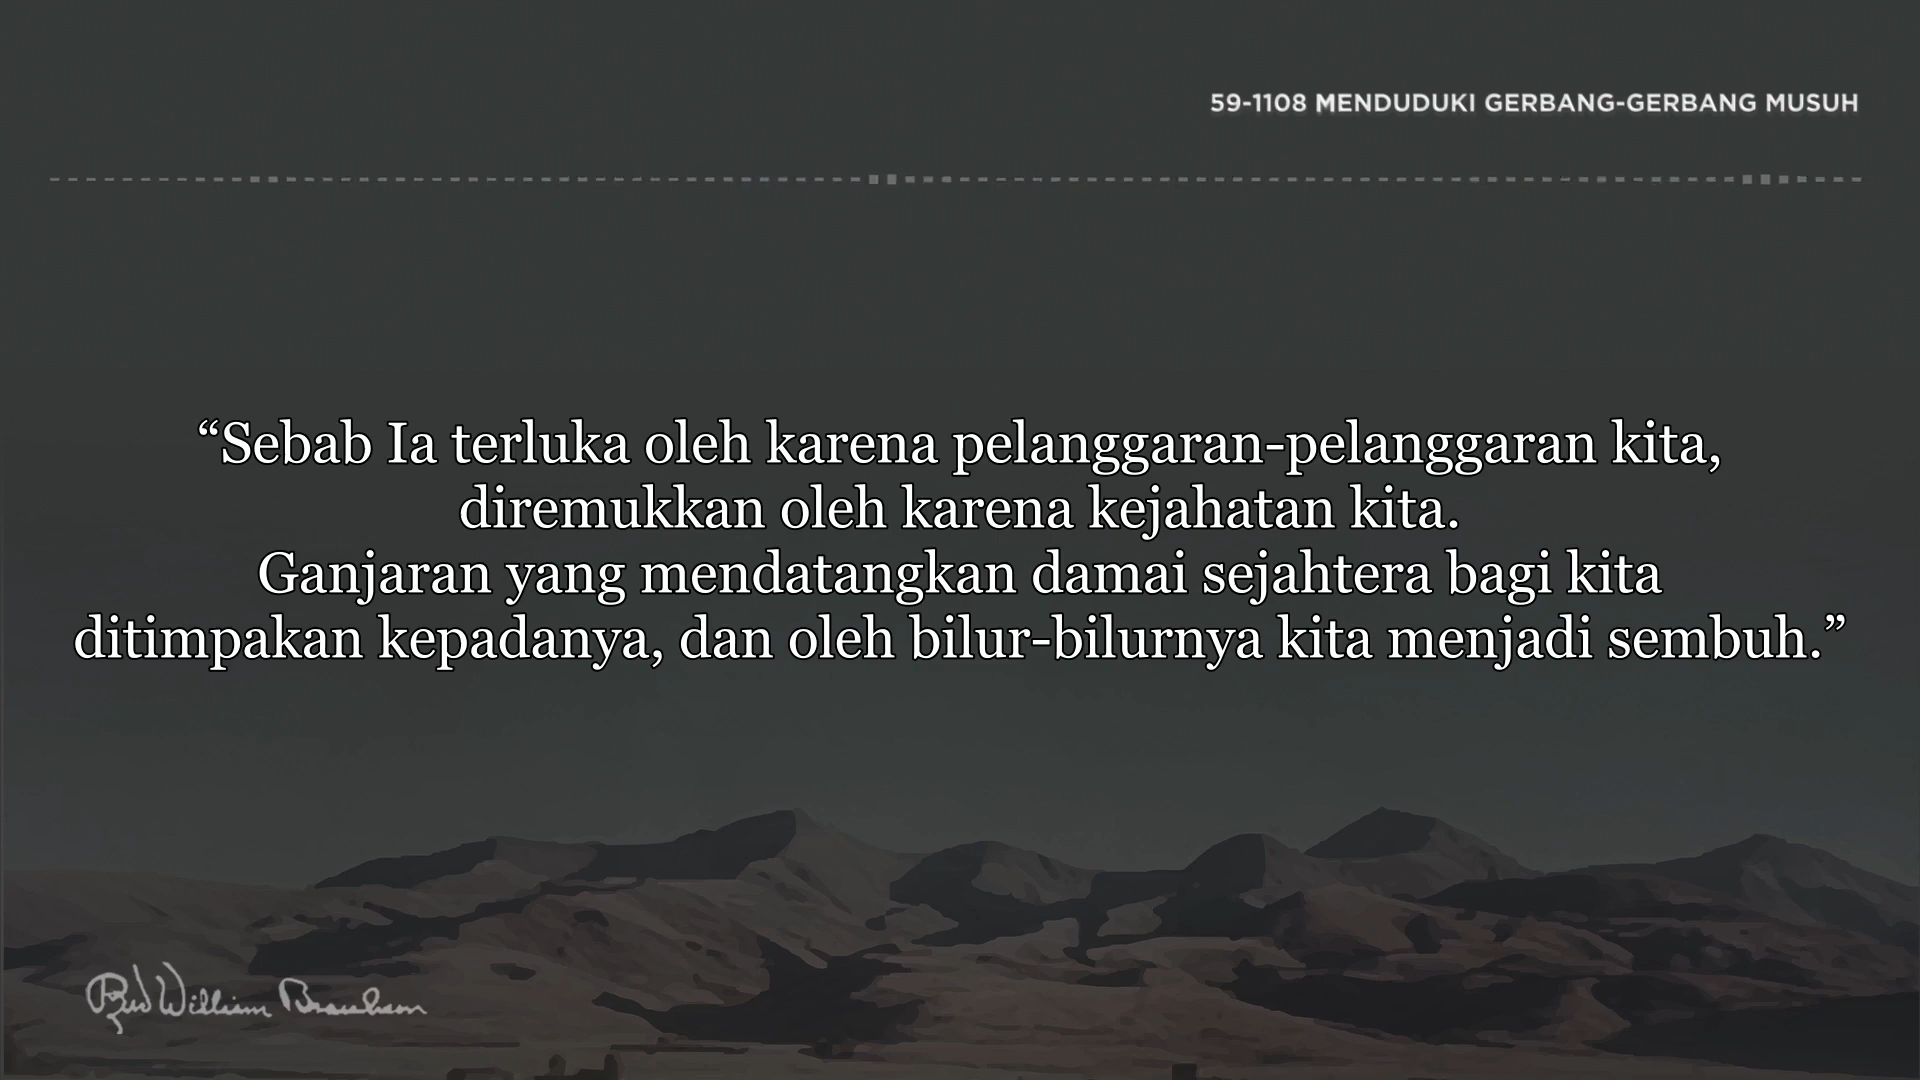 59-1108 MENDUDUKI GERBANG-GERBANG MUSUH
“Sebab Ia terluka oleh karena pelanggaran-pelanggaran kita,
diremukkan oleh karena kejahatan kita.
Ganjaran yang mendatangkan damai sejahtera bagi kita
ditimpakan kepadanya, dan oleh bilur-bilurnya kita menjadi sembuh.”
William Branham